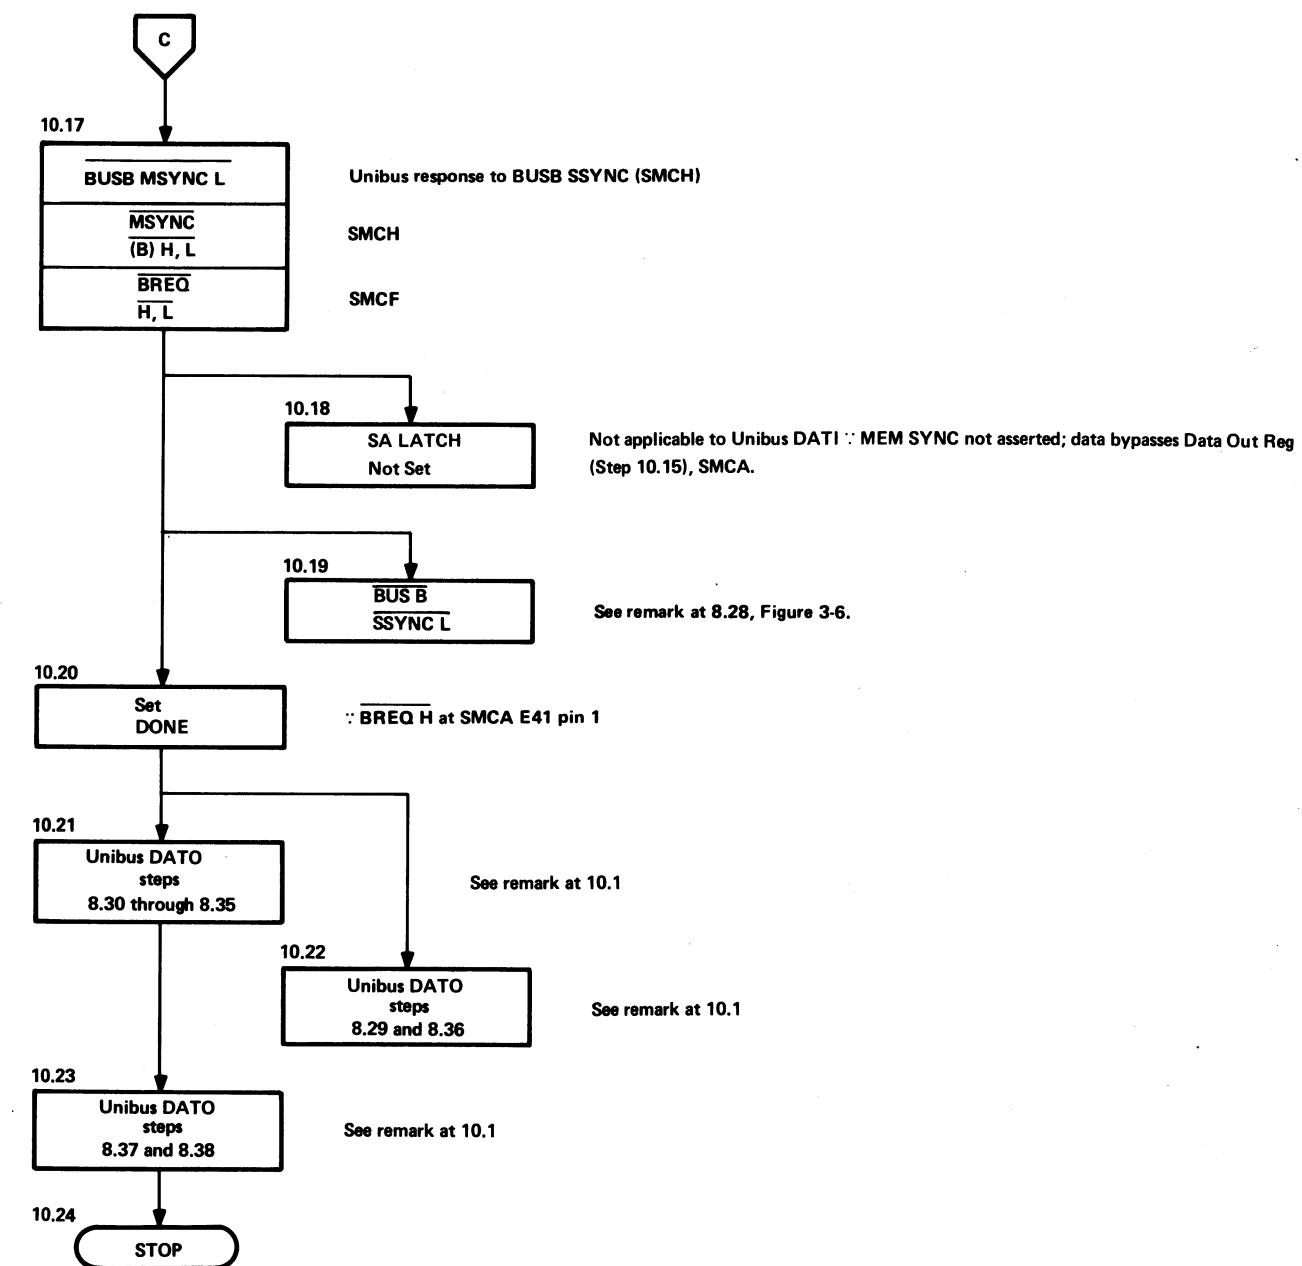 C
10.17
BUSB MSYNC L
Unibus response to BUSB SSYNC (SMCH)
MSYNC
(B) H, L
SMCH
BREQ
H, L
SMCF
10.18
SA LATCH
Not Set
Not applicable to Unibus DATI ∵ MEM SYNC not asserted; data bypasses Data Out Reg
(Step 10.15), SMCA.
10.19
BUS B
SSYNC L
See remark at 8.28, Figure 3-6.
10.20
Set
DONE
∵ BREQ H at SMCA E41 pin 1
10.21
Unibus DATO
steps
8.30 through 8.35
See remark at 10.1
10.22
Unibus DATO
steps
8.29 and 8.36
See remark at 10.1
10.23
Unibus DATO
steps
8.37 and 8.38
See remark at 10.1
10.24
STOP